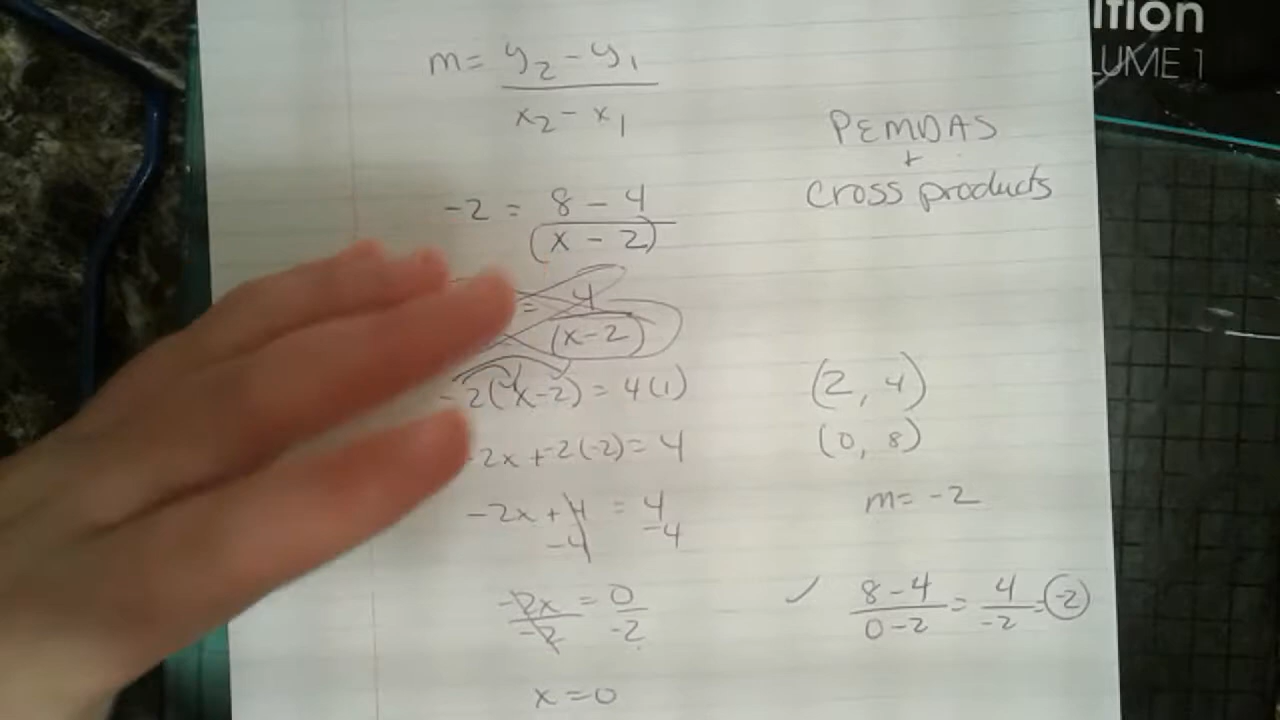 ition
LUME 1
m = y₂ - y₁
x₂ - x₁
PEMDAS
+
cross products
-2 = 8 - 4
(x - 2)
= 4
(x-2)
-2(x-2) = 4(1)
(2, 4)
-2x + -2(-2) = 4
(0, 8)
-2x + 4 = 4
-4 -4
m = -2
-2x = 0
-2 -2
✓ 8-4 = 4 = -2
0-2 -2
x = 0